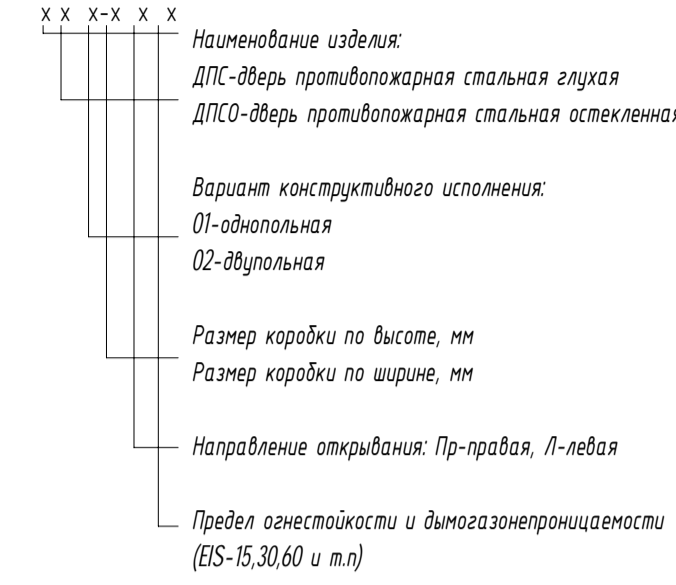 X X X-X X X
Наименование изделия:
ДПС-дверь противопожарная стальная глухая
ДПСО-дверь противопожарная стальная остекленная
Вариант конструктивного исполнения:
01-однопольная
02-двупольная
Размер коробки по высоте, мм
Размер коробки по ширине, мм
Направление открывания: Пр-правая, Л-левая
Предел огнестойкости и дымогазонепроницаемости
(EIS-15,30,60 и т.п)